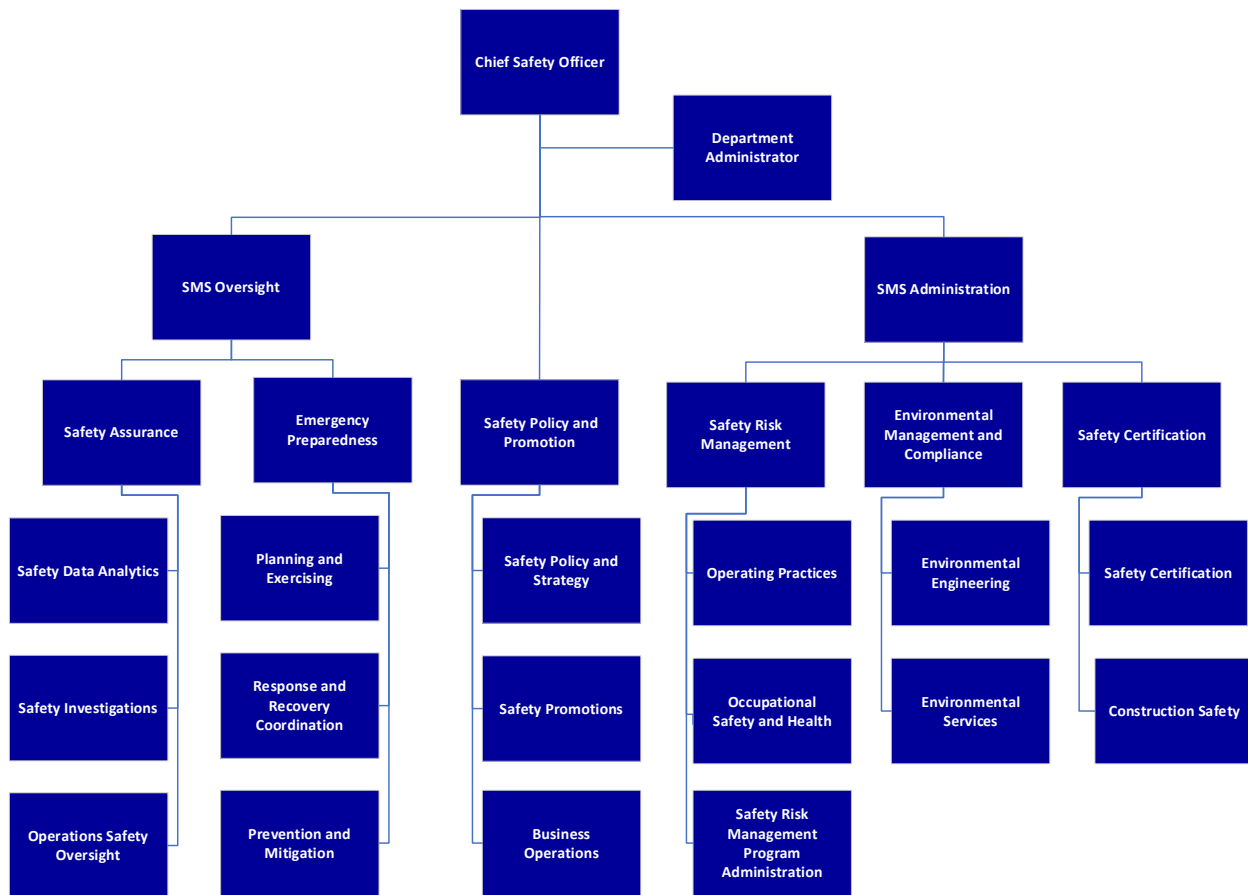 Chief Safety Officer
Department
Administrator
SMS Oversight
SMS Administration
Safety Assurance
Emergency
Preparedness
Safety Policy and
Promotion
Safety Risk
Management
Environmental
Management and
Compliance
Safety Certification
Safety Data Analytics
Planning and
Exercising
Safety Policy and
Strategy
Operating Practices
Environmental
Engineering
Safety Certification
Safety Investigations
Response and
Recovery
Coordination
Safety Promotions
Occupational
Safety and Health
Environmental
Services
Construction Safety
Operations Safety
Oversight
Prevention and
Mitigation
Business
Operations
Safety Risk
Management
Program
Administration